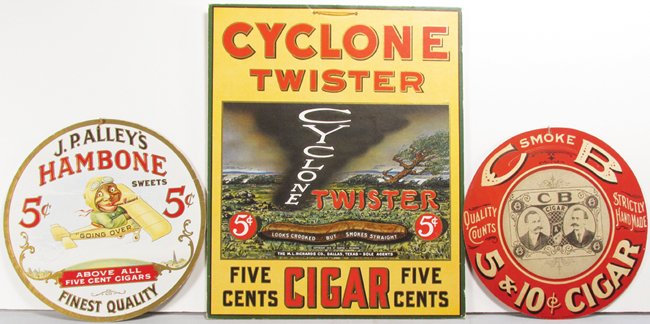 J.P. ALLEY'S
HAMBONE
SWEETS
5¢ 5¢
"GOING OVER"
ABOVE ALL
FIVE CENT CIGARS
FINEST QUALITY
CYCLONE
TWISTER
CYCLONE
TWISTER
5¢ 5¢
LOOKS CROOKED BUT SMOKES STRAIGHT
THE M.L. RICHARDS CO., DALLAS, TEXAS - SOLE AGENTS
FIVE CENTS CIGAR FIVE CENTS
SMOKE
C B
CB
CIGAR
QUALITY COUNTS
STRICTLY HAND MADE
5 & 10¢ CIGAR